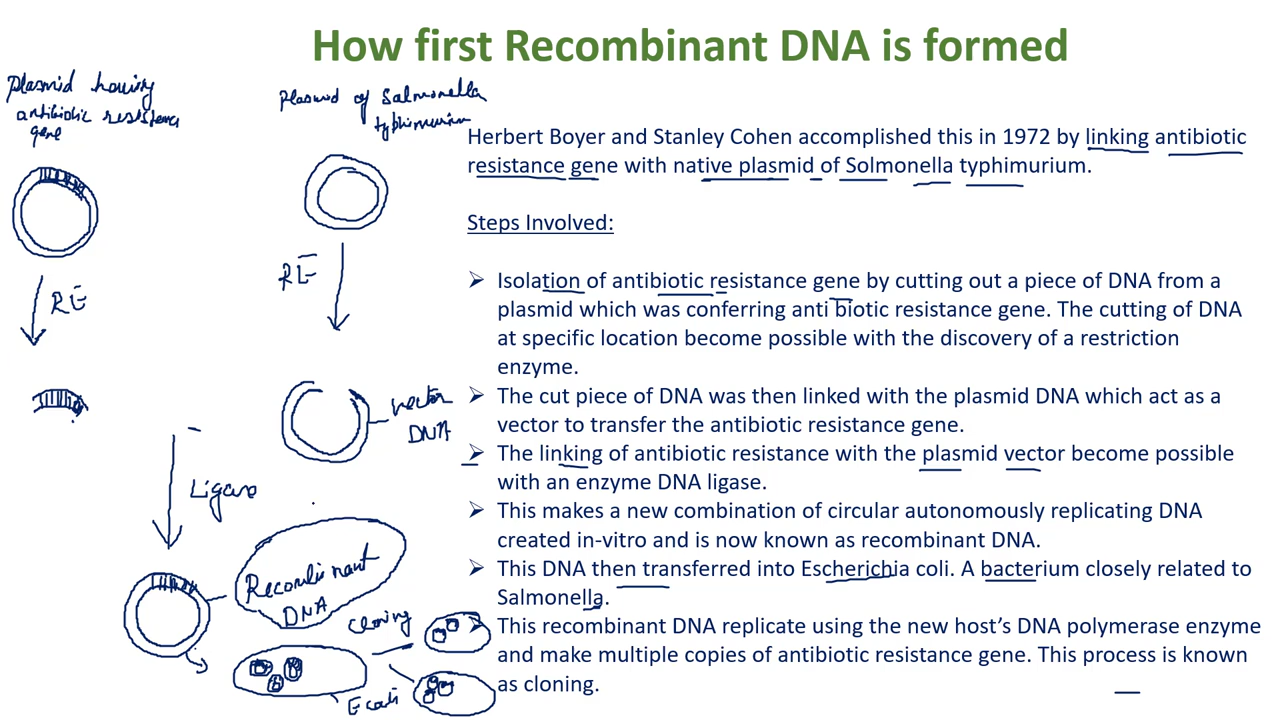 How first Recombinant DNA is formed
Plasmid housing
antibiotic resistence
gene
Plasmid of Salmonella
typhimurium
Herbert Boyer and Stanley Cohen accomplished this in 1972 by linking antibiotic
resistance gene with native plasmid of Solmonella typhimurium.
Steps Involved:
RE
RE
➢ Isolation of antibiotic resistance gene by cutting out a piece of DNA from a
plasmid which was conferring anti biotic resistance gene. The cutting of DNA
at specific location become possible with the discovery of a restriction
enzyme.
vector
DNA
➢ The cut piece of DNA was then linked with the plasmid DNA which act as a
vector to transfer the antibiotic resistance gene.
➢ The linking of antibiotic resistance with the plasmid vector become possible
with an enzyme DNA ligase.
Ligase
➢ This makes a new combination of circular autonomously replicating DNA
created in-vitro and is now known as recombinant DNA.
Recombinant
DNA
➢ This DNA then transferred into Escherichia coli. A bacterium closely related to
Salmonella.
cloning
➢ This recombinant DNA replicate using the new host's DNA polymerase enzyme
and make multiple copies of antibiotic resistance gene. This process is known
as cloning.
E coli